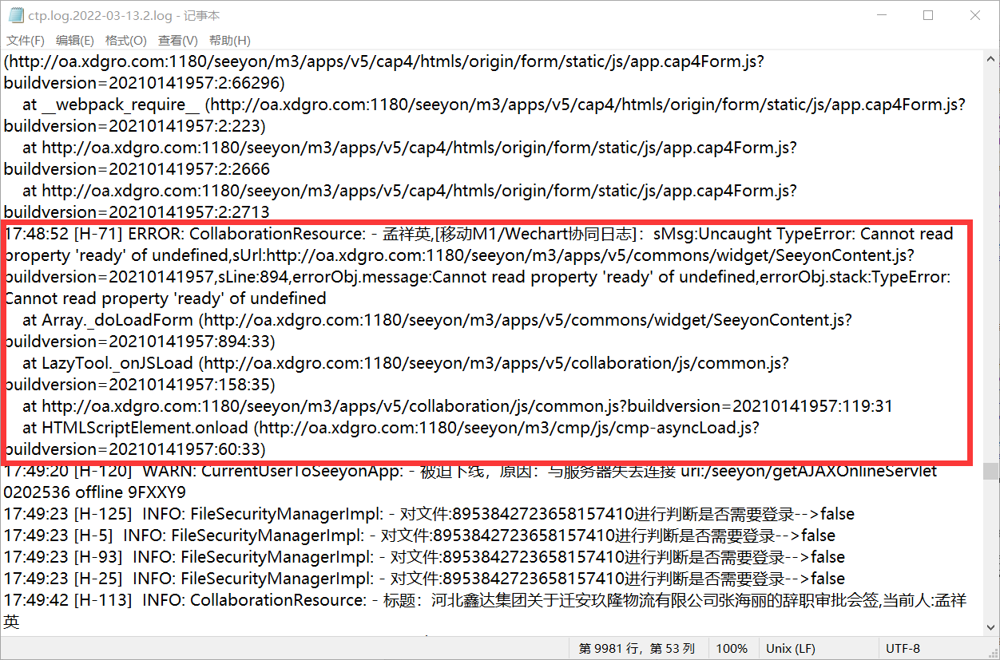 ctp.log.2022-03-13.2.log - 记事本
文件(F) 编辑(E) 格式(O) 查看(V) 帮助(H)
(http://oa.xdgro.com:1180/seeyon/m3/apps/v5/cap4/htmls/origin/form/static/js/app.cap4Form.js?
buildversion=20210141957:2:66296)
at __webpack_require__ (http://oa.xdgro.com:1180/seeyon/m3/apps/v5/cap4/htmls/origin/form/static/js/app.cap4Form.js?
buildversion=20210141957:2:223)
at http://oa.xdgro.com:1180/seeyon/m3/apps/v5/cap4/htmls/origin/form/static/js/app.cap4Form.js?
buildversion=20210141957:2:2666
at http://oa.xdgro.com:1180/seeyon/m3/apps/v5/cap4/htmls/origin/form/static/js/app.cap4Form.js?
buildversion=20210141957:2:2713
17:48:52 [H-71] ERROR: CollaborationResource: - 孟祥英,[移动M1/Wechart协同日志]：sMsg:Uncaught TypeError: Cannot read
property 'ready' of undefined,sUrl:http://oa.xdgro.com:1180/seeyon/m3/apps/v5/commons/widget/SeeyonContent.js?
buildversion=20210141957,sLine:894,errorObj.message:Cannot read property 'ready' of undefined,errorObj.stack:TypeError:
Cannot read property 'ready' of undefined
at Array._doLoadForm (http://oa.xdgro.com:1180/seeyon/m3/apps/v5/commons/widget/SeeyonContent.js?
buildversion=20210141957:894:33)
at LazyTool._onJSLoad (http://oa.xdgro.com:1180/seeyon/m3/apps/v5/collaboration/js/common.js?
buildversion=20210141957:158:35)
at http://oa.xdgro.com:1180/seeyon/m3/apps/v5/collaboration/js/common.js?buildversion=20210141957:119:31
at HTMLScriptElement.onload (http://oa.xdgro.com:1180/seeyon/m3/cmp/js/cmp-asyncLoad.js?
buildversion=20210141957:60:33)
17:49:20 [H-120] WARN: CurrentUserToSeeyonApp: - 被迫下线，原因：与服务器失去连接 uri:/seeyon/getAJAXOnlineServlet
0202536 offline 9FXXY9
17:49:23 [H-125] INFO: FileSecurityManagerImpl: - 对文件:8953842723658157410进行判断是否需要登录-->false
17:49:23 [H-5] INFO: FileSecurityManagerImpl: - 对文件:8953842723658157410进行判断是否需要登录-->false
17:49:23 [H-93] INFO: FileSecurityManagerImpl: - 对文件:8953842723658157410进行判断是否需要登录-->false
17:49:23 [H-25] INFO: FileSecurityManagerImpl: - 对文件:8953842723658157410进行判断是否需要登录-->false
17:49:42 [H-113] INFO: CollaborationResource: - 标题：河北鑫达集团关于迁安玖隆物流有限公司张海丽的辞职审批会签,当前人:孟祥
英
第 9981 行，第 53 列 100% Unix (LF) UTF-8